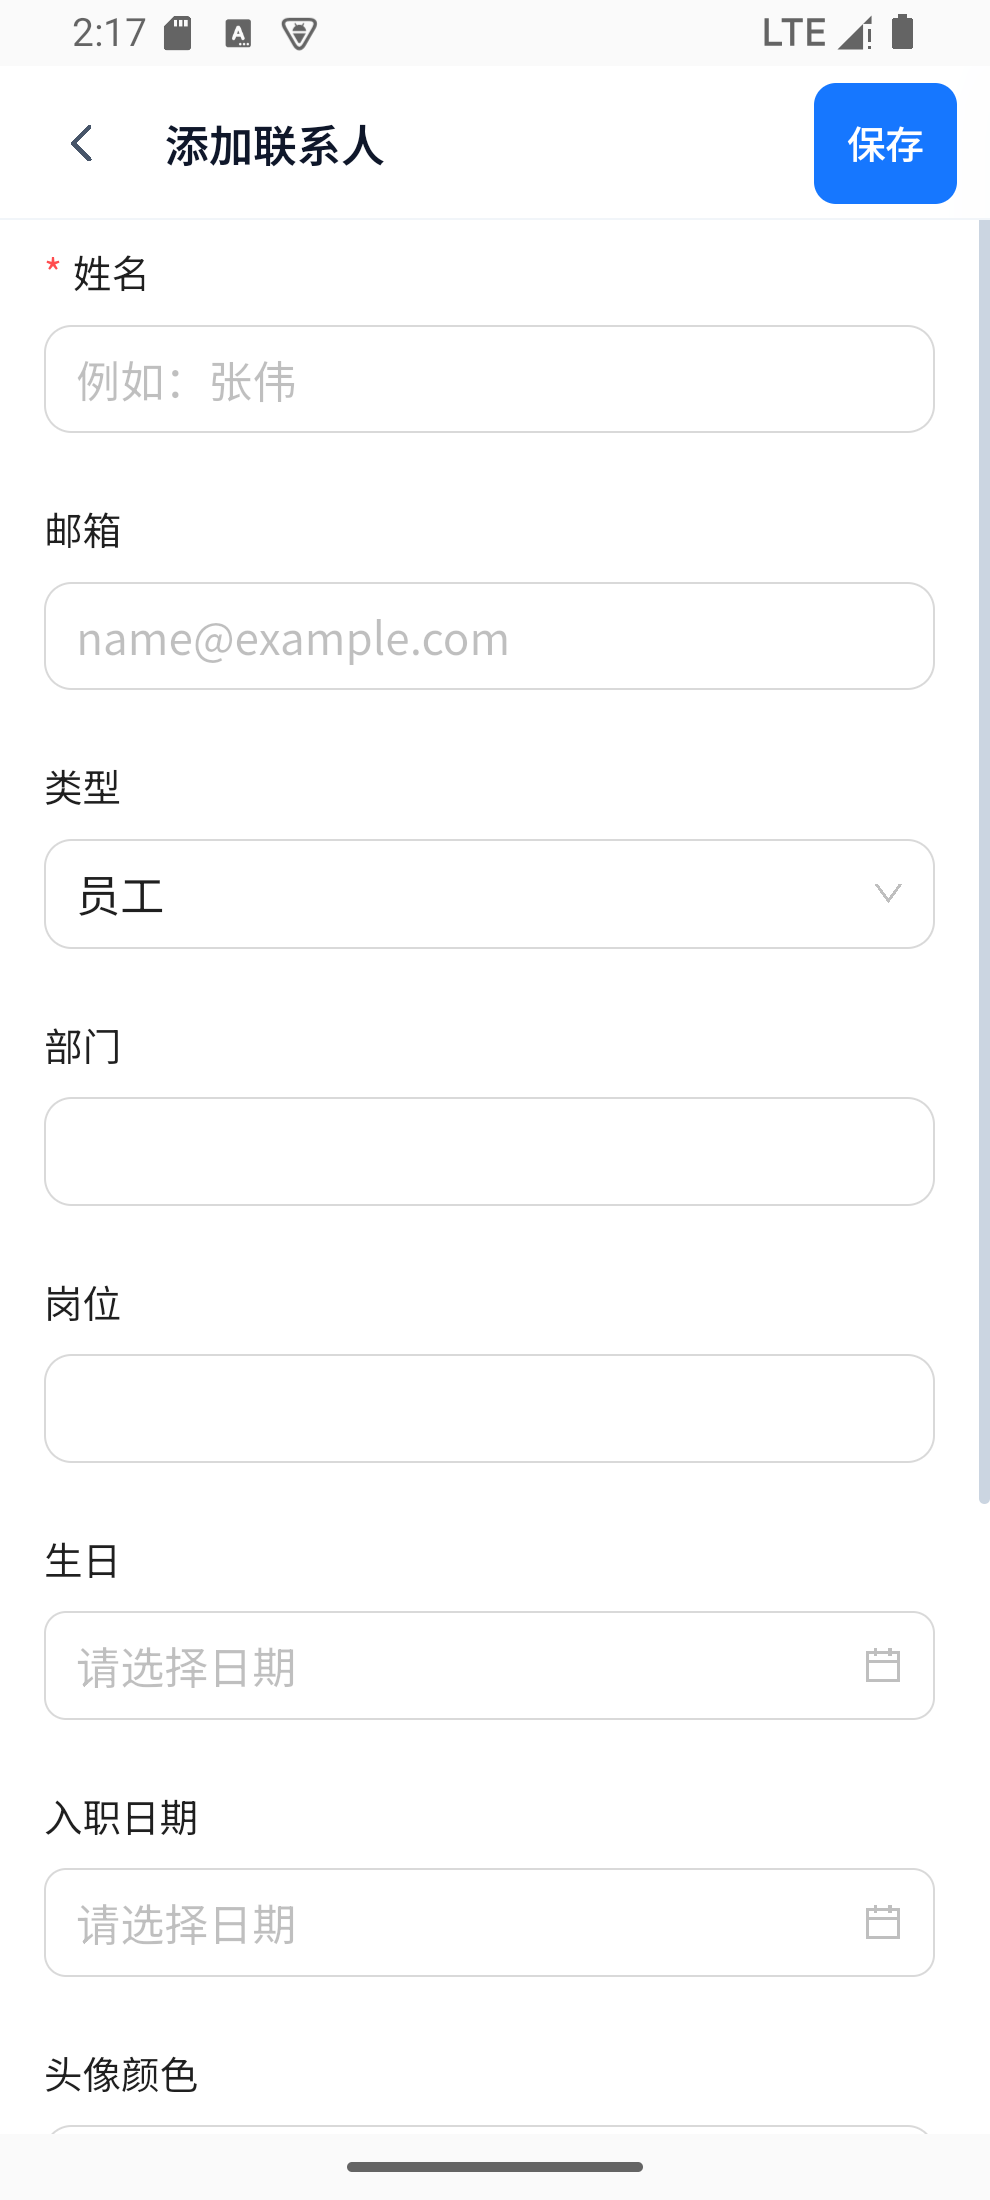 2:17
LTE
添加联系人
保存
* 姓名
例如：张伟
邮箱
name@example.com
类型
员工
部门
岗位
生日
请选择日期
入职日期
请选择日期
头像颜色